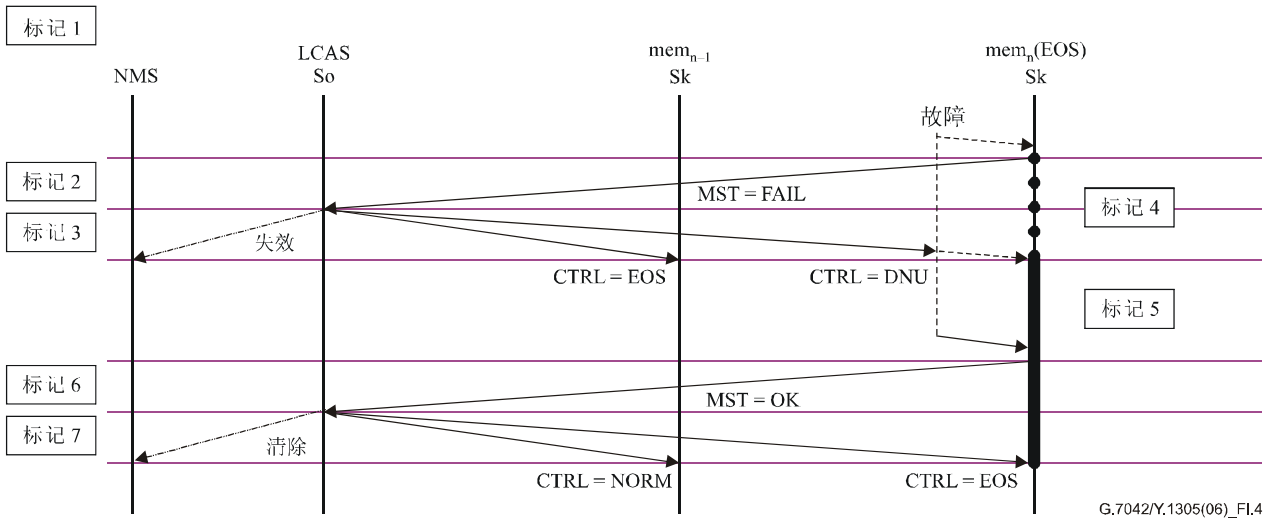 标记 1
NMS
LCAS
So
mem_{n–1}
Sk
mem_n(EOS)
Sk
故障
标记 2
MST = FAIL
标记 4
标记 3
失效
CTRL = EOS
CTRL = DNU
标记 5
标记 6
MST = OK
标记 7
清除
CTRL = NORM
CTRL = EOS
G.7042/Y.1305(06)_FI.4